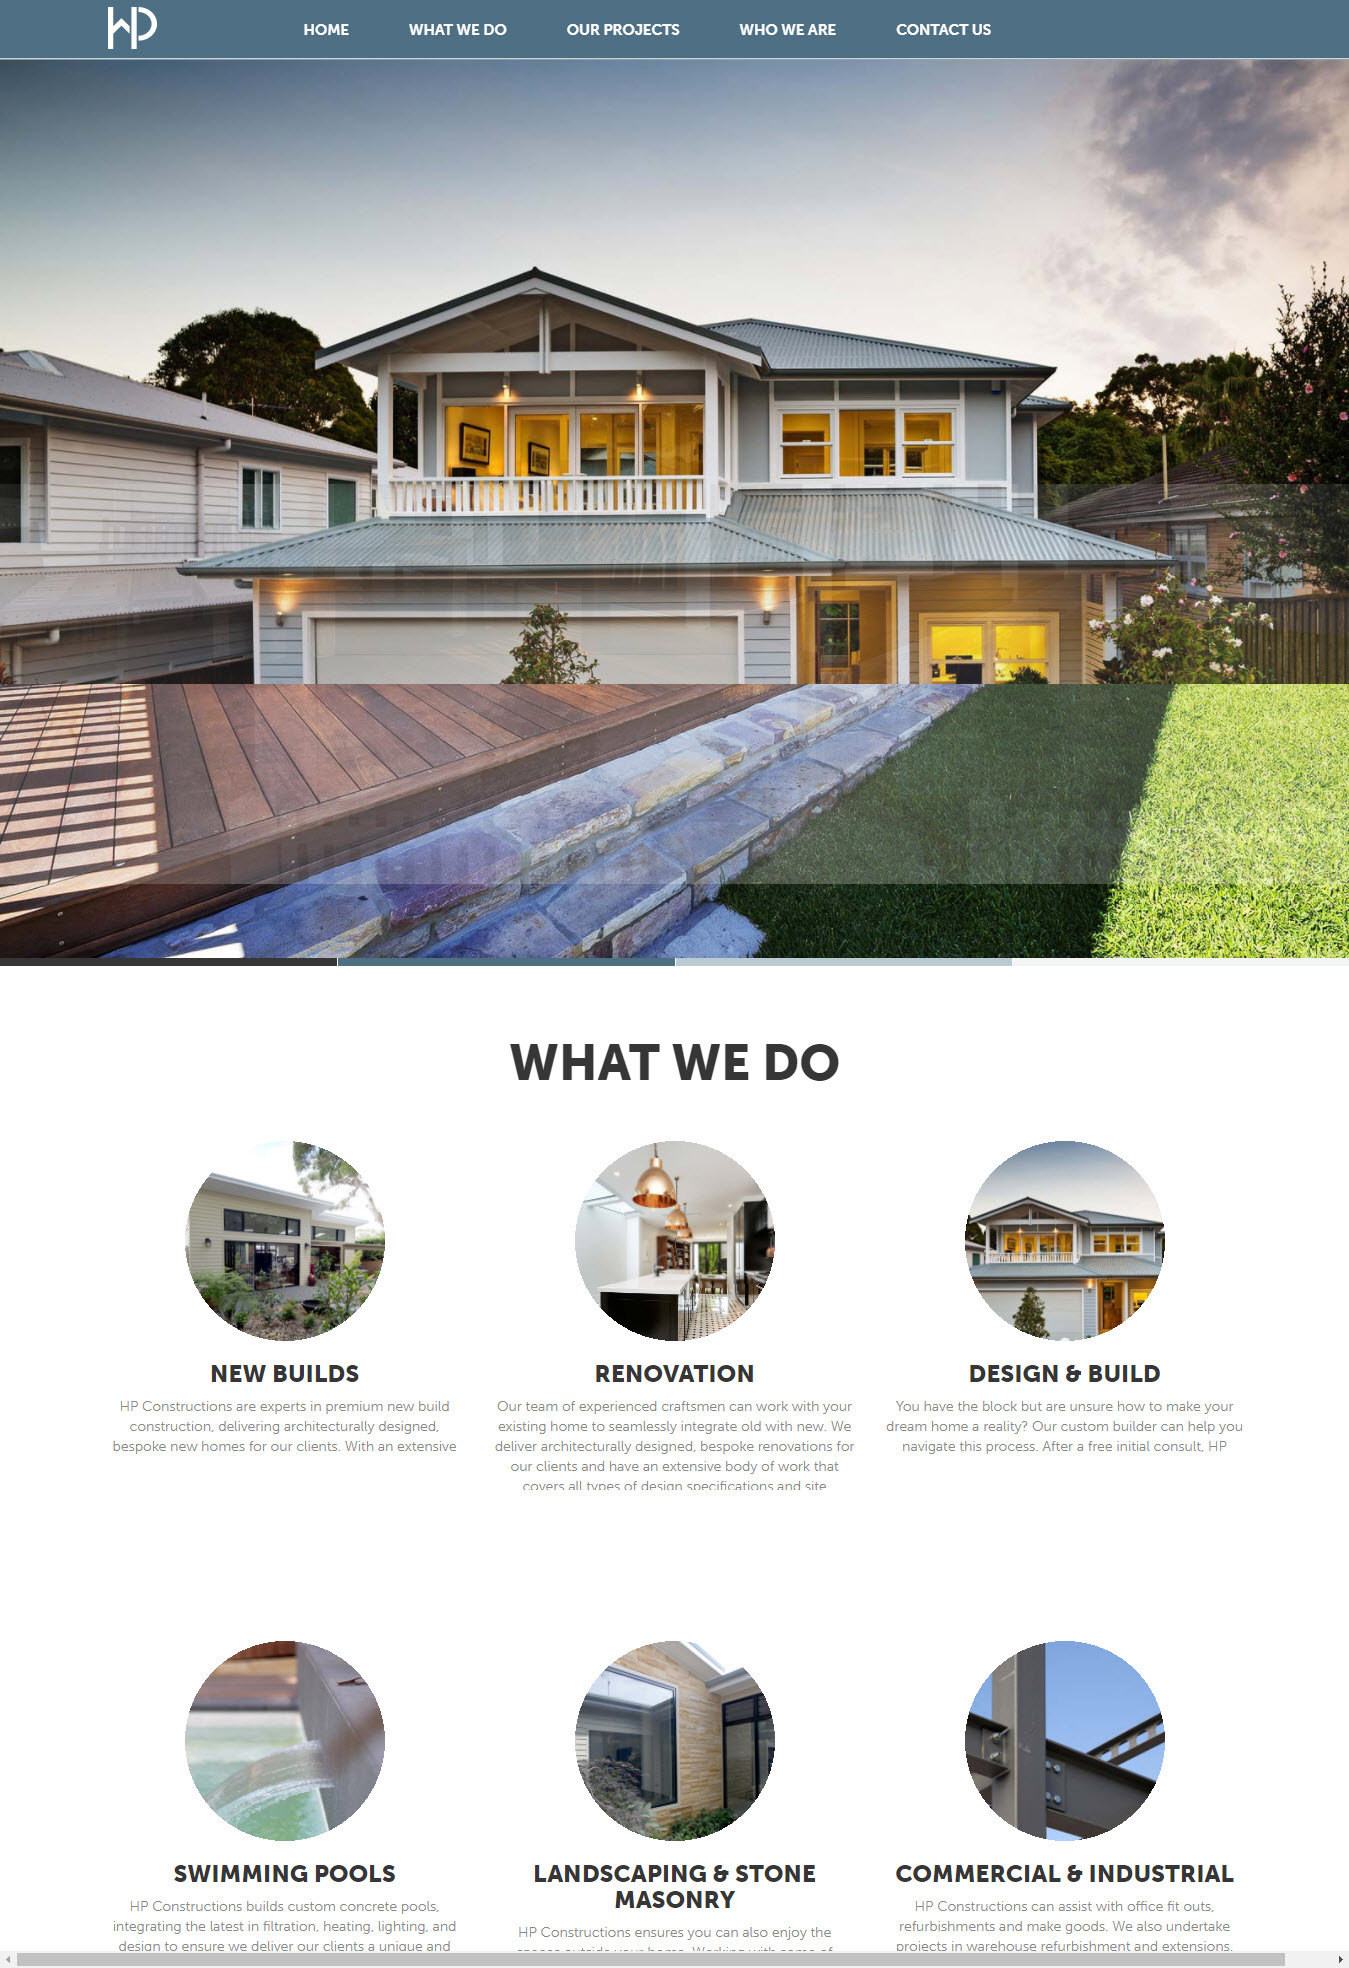 HP
HOME WHAT WE DO OUR PROJECTS WHO WE ARE CONTACT US
WHAT WE DO
NEW BUILDS
HP Constructions are experts in premium new build
construction, delivering architecturally designed,
bespoke new homes for our clients. With an extensive
RENOVATION
Our team of experienced craftsmen can work with your
existing home to seamlessly integrate old with new. We
deliver architecturally designed, bespoke renovations for
our clients and have an extensive body of work that
covers all types of design specifications and site
DESIGN & BUILD
You have the block but are unsure how to make your
dream home a reality? Our custom builder can help you
navigate this process. After a free initial consult, HP
SWIMMING POOLS
HP Constructions builds custom concrete pools,
integrating the latest in filtration, heating, lighting, and
design to ensure we deliver our clients a unique and
LANDSCAPING & STONE
MASONRY
HP Constructions ensures you can also enjoy the
spaces outside your home. Working with some of
COMMERCIAL & INDUSTRIAL
HP Constructions can assist with office fit outs,
refurbishments and make goods. We also undertake
projects in warehouse refurbishment and extensions.